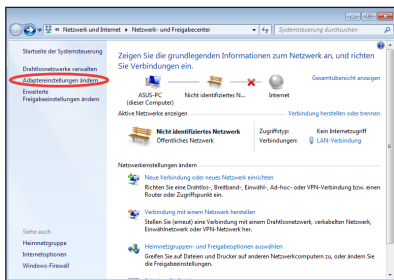 Netzwerk und Internet ▸ Netzwerk- und Freigabecenter
Systemsteuerung durchsuchen
Startseite der Systemsteuerung
Drahtlosnetzwerke verwalten
Adaptereinstellungen ändern
Erweiterte
Freigabeeinstellungen ändern
Zeigen Sie die grundlegenden Informationen zum Netzwerk an, und richten
Sie Verbindungen ein.
Gesamtübersicht anzeigen
ASUS-PC
(dieser Computer)
Nicht identifiziertes N...
Internet
Aktive Netzwerke anzeigen
Verbindung herstellen oder trennen
Nicht identifiziertes Netzwerk
Öffentliches Netzwerk
Zugriffstyp: Kein Internetzugriff
Verbindungen: LAN-Verbindung
Netzwerkeinstellungen ändern
Neue Verbindung oder neues Netzwerk einrichten
Richten Sie eine Drahtlos-, Breitband-, Einwähl-, Ad-hoc- oder VPN-Verbindung bzw. einen
Router oder Zugriffspunkt ein.
Verbindung mit einem Netzwerk herstellen
Stellen Sie (erneut) eine Verbindung mit einem Drahtlosnetzwerk, verkabelten Netzwerk,
Einwählnetzwerk oder VPN-Netzwerk her.
Heimnetzgruppen- und Freigabeoptionen auswählen
Greifen Sie auf Dateien und Drucker auf anderen Netzwerkcomputern zu, oder ändern Sie
die Freigabeeinstellungen.
Siehe auch
Heimnetzgruppe
Internetoptionen
Windows-Firewall